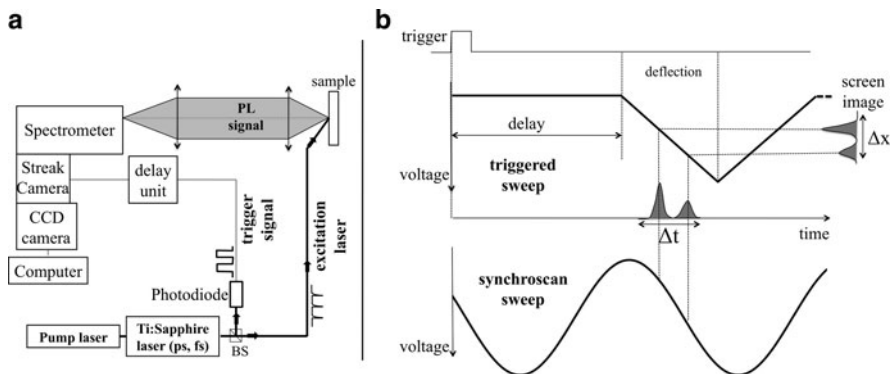 a
sample
PL
signal
Spectrometer
Streak
Camera
delay
unit
CCD
camera
Computer
trigger
signal
excitation
laser
Photodiode
Pump laser
Ti:Sapphire
laser (ps, fs)
BS
b
trigger
deflection
screen
image
delay
Δx
triggered
sweep
voltage
Δt
time
synchroscan
sweep
voltage